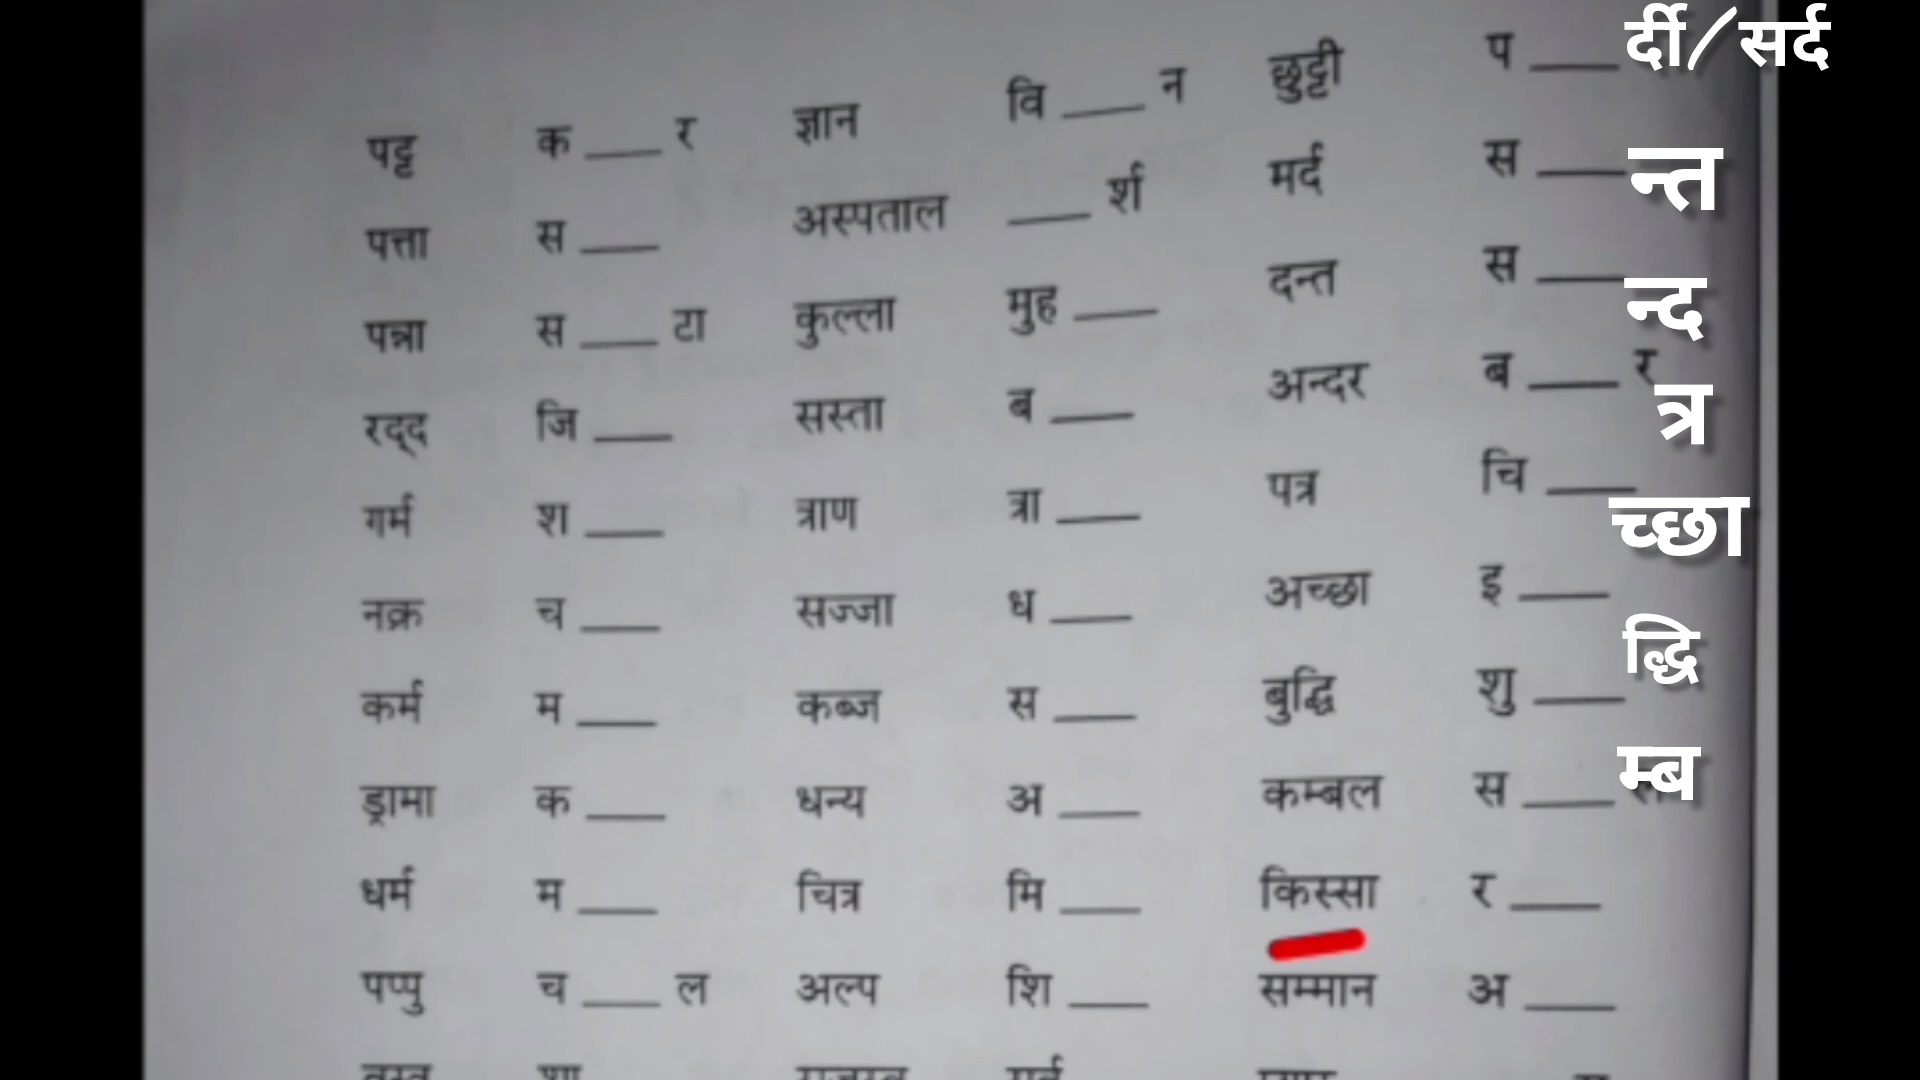 छुट्टी प ___ र्दी/सर्द
पट्ट क ___ र ज्ञान वि ___ न मर्द स ___ न्त
पत्ता स ___ अस्पताल ___ र्श दन्त स ___ न्द
पन्ना स ___ टा कुल्ला मुह ___ अन्दर ब ___ र त्र
रद्द जि ___ सस्ता ब ___ पत्र चि ___ च्छा
गर्म श ___ त्राण त्रा ___ अच्छा इ ___
नक्र च ___ सज्जा ध ___ बुद्धि शु ___ द्धि
कर्म म ___ कब्ज स ___ कम्बल स ___ म्ब
ड्रामा क ___ धन्य अ ___
धर्म म ___ चित्र मि ___ किस्सा र ___
पप्पु च ___ ल अल्प शि ___ सम्मान अ ___